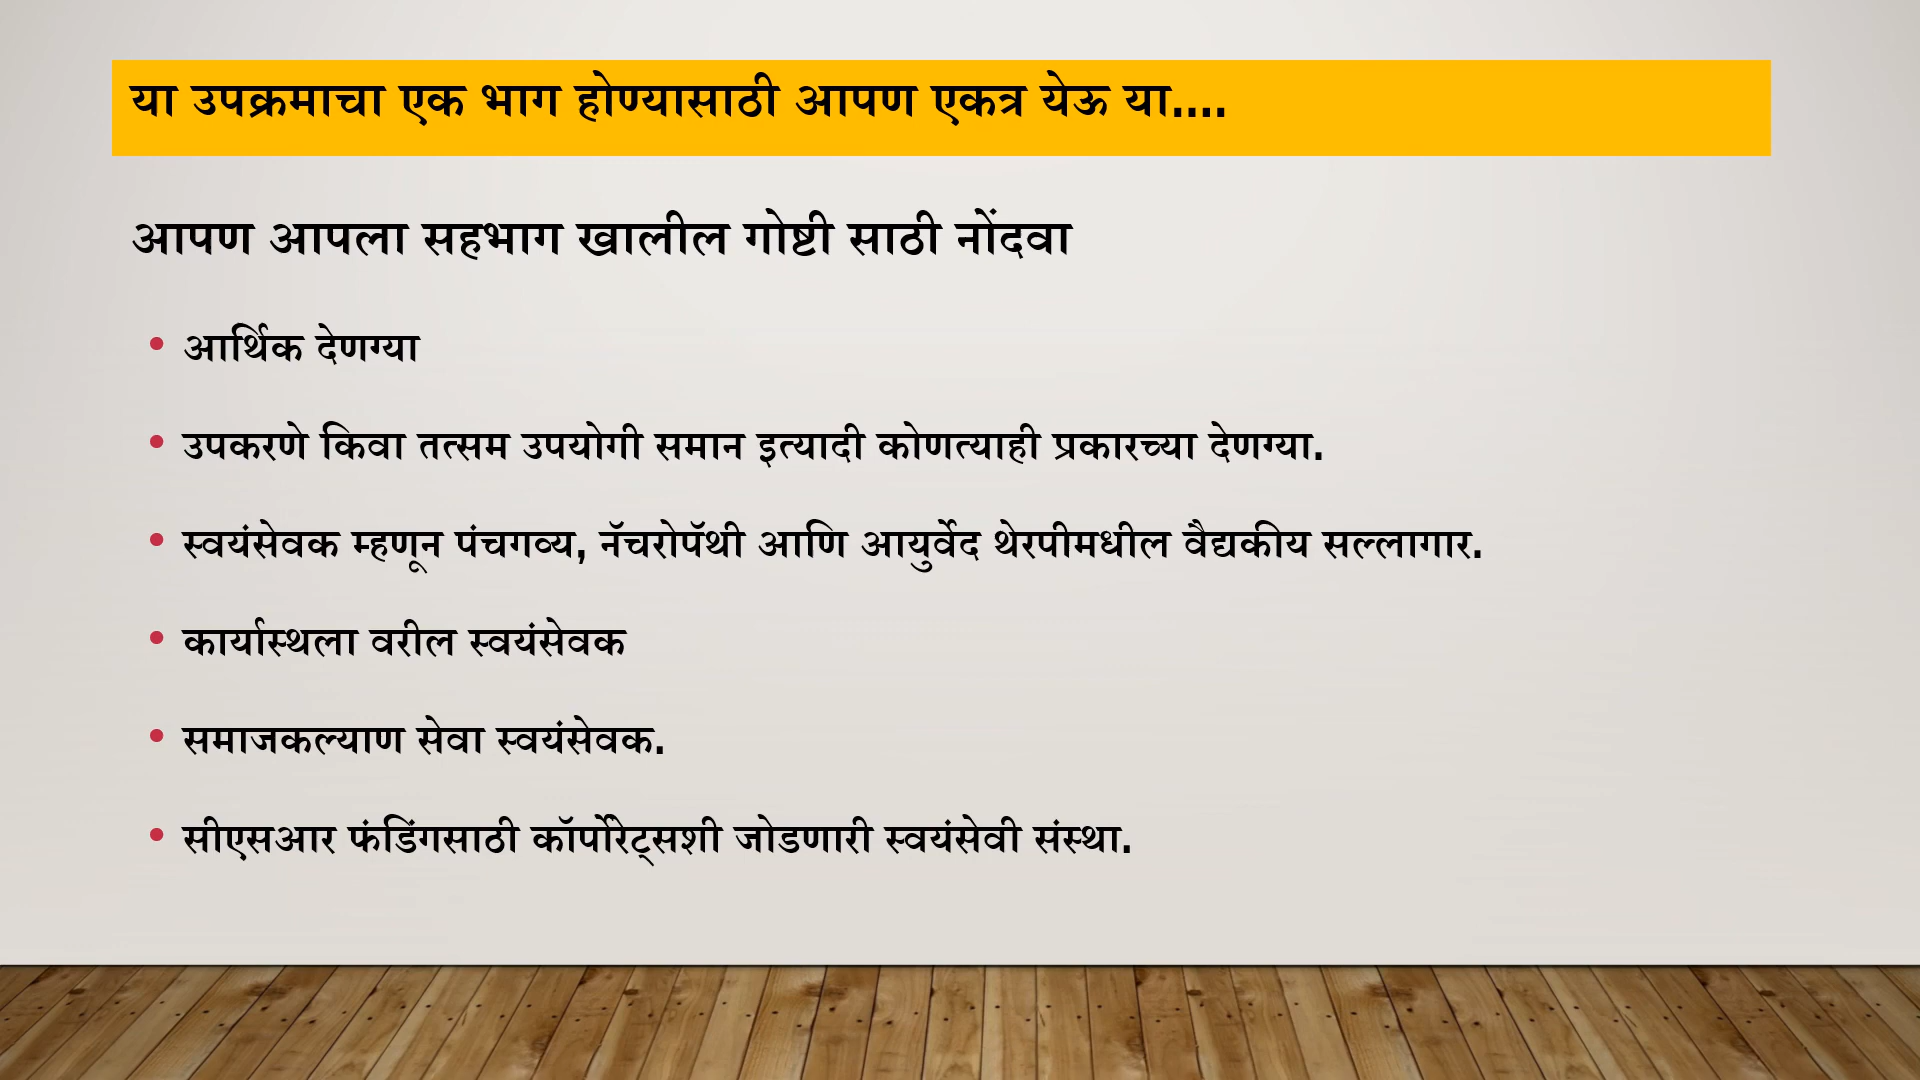 या उपक्रमाचा एक भाग होण्यासाठी आपण एकत्र येऊ या....
आपण आपला सहभाग खालील गोष्टी साठी नोंदवा
• आर्थिक देणग्या
• उपकरणे किवा तत्सम उपयोगी समान इत्यादी कोणत्याही प्रकारच्या देणग्या.
• स्वयंसेवक म्हणून पंचगव्य, नॅचरोपॅथी आणि आयुर्वेद थेरपीमधील वैद्यकीय सल्लागार.
• कार्यास्थला वरील स्वयंसेवक
• समाजकल्याण सेवा स्वयंसेवक.
• सीएसआर फंडिंगसाठी कॉर्पोरेट्सशी जोडणारी स्वयंसेवी संस्था.